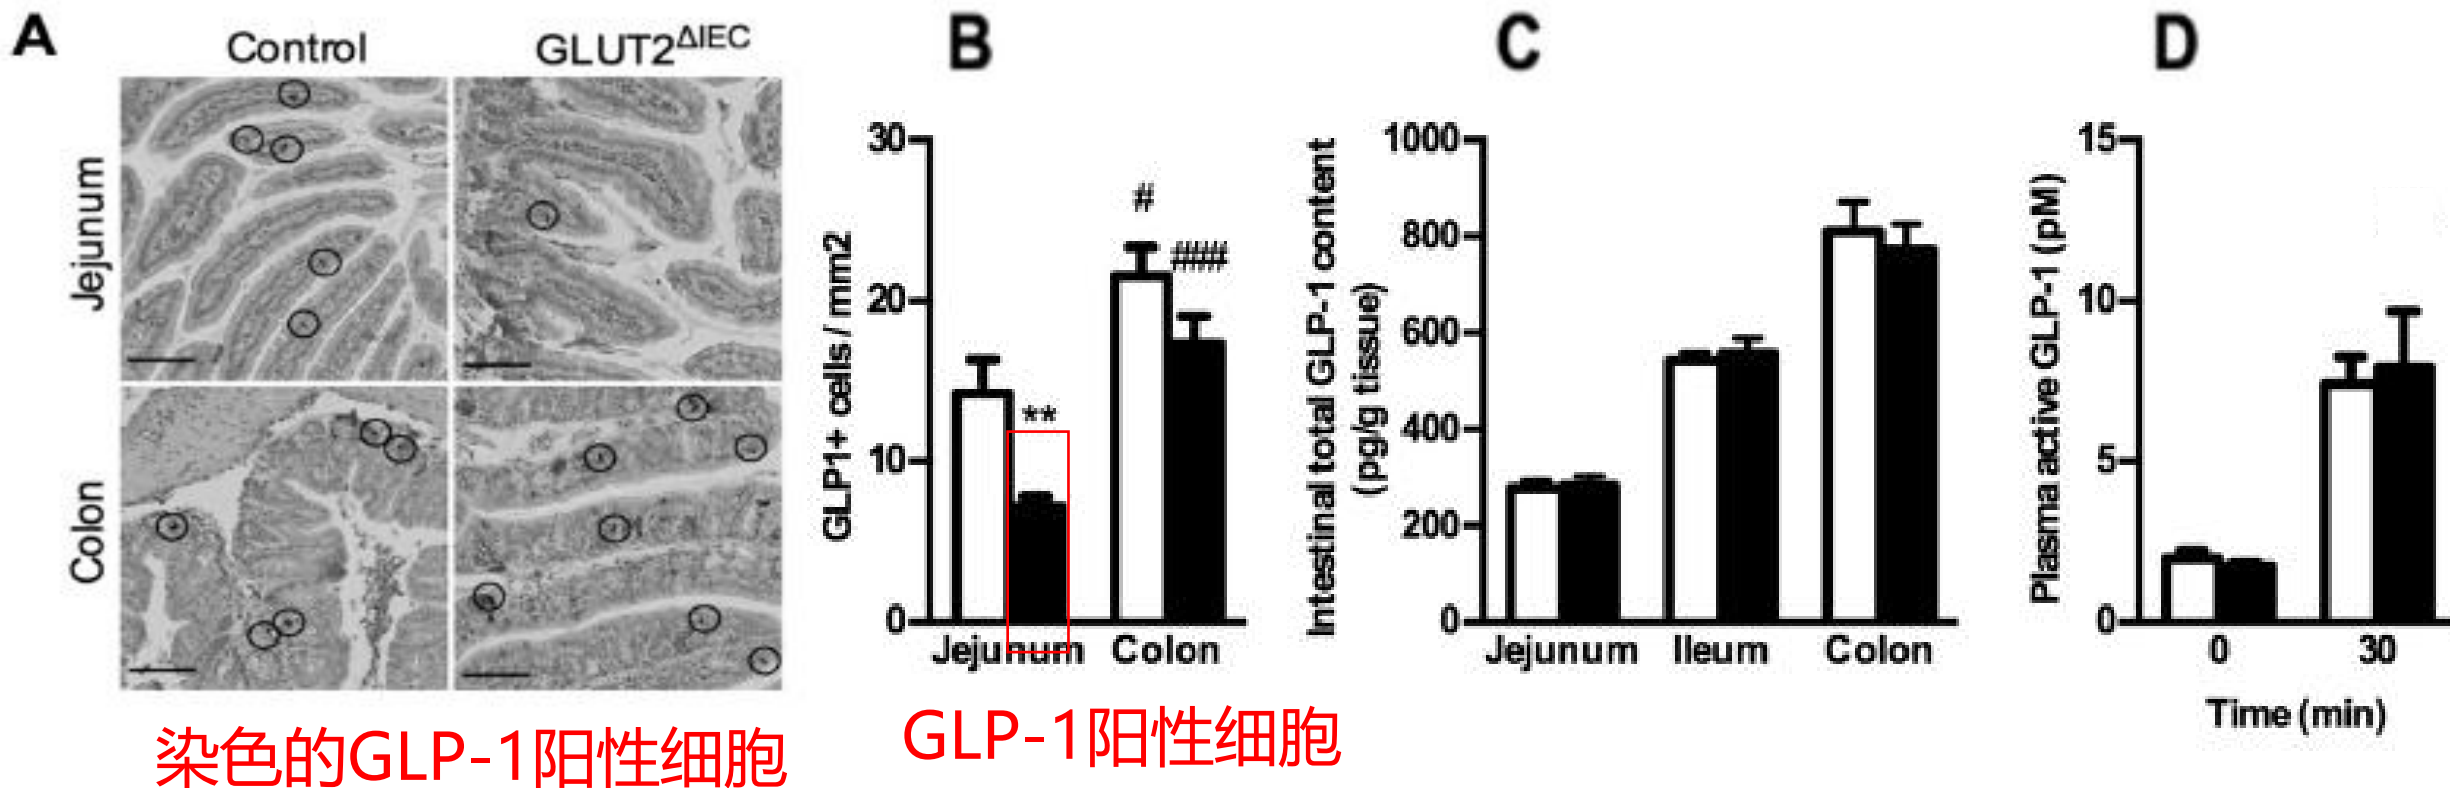 A
Control
GLUT2ΔIEC
Jejunum
Colon
染色的GLP-1阳性细胞
B
GLP1+ cells/mm2
30
20
10
0
**
#
###
Jejunum
Colon
GLP-1阳性细胞
C
Intestinal total GLP-1 content
(pg/g tissue)
1000
800
600
400
200
0
Jejunum
Ileum
Colon
D
Plasma active GLP-1 (pM)
15
10
5
0
0
30
Time (min)